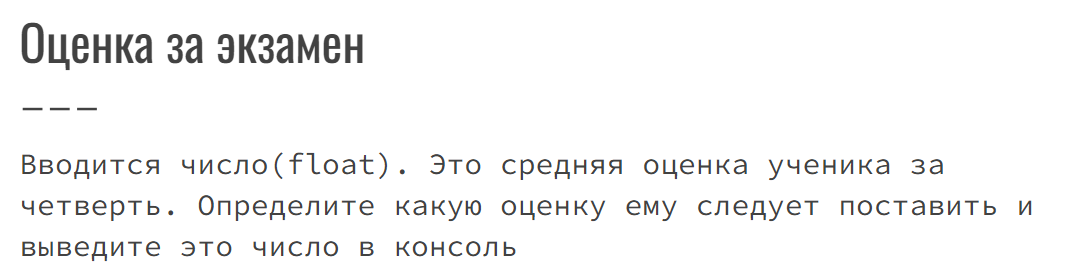 Оценка за экзамен
---
Вводится число(float). Это средняя оценка ученика за
четверть. Определите какую оценку ему следует поставить и
выведите это число в консоль